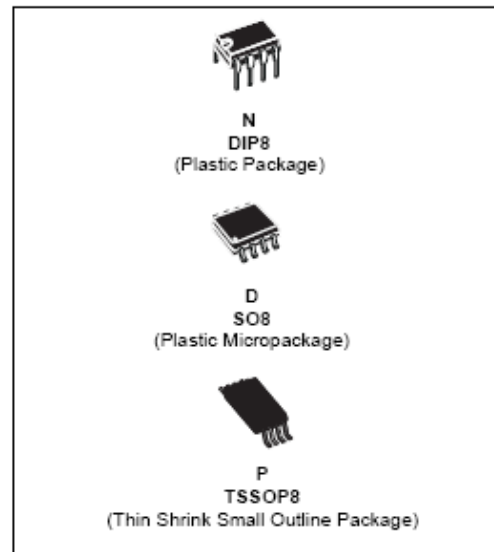 N
DIP8
(Plastic Package)
D
SO8
(Plastic Micropackage)
P
TSSOP8
(Thin Shrink Small Outline Package)